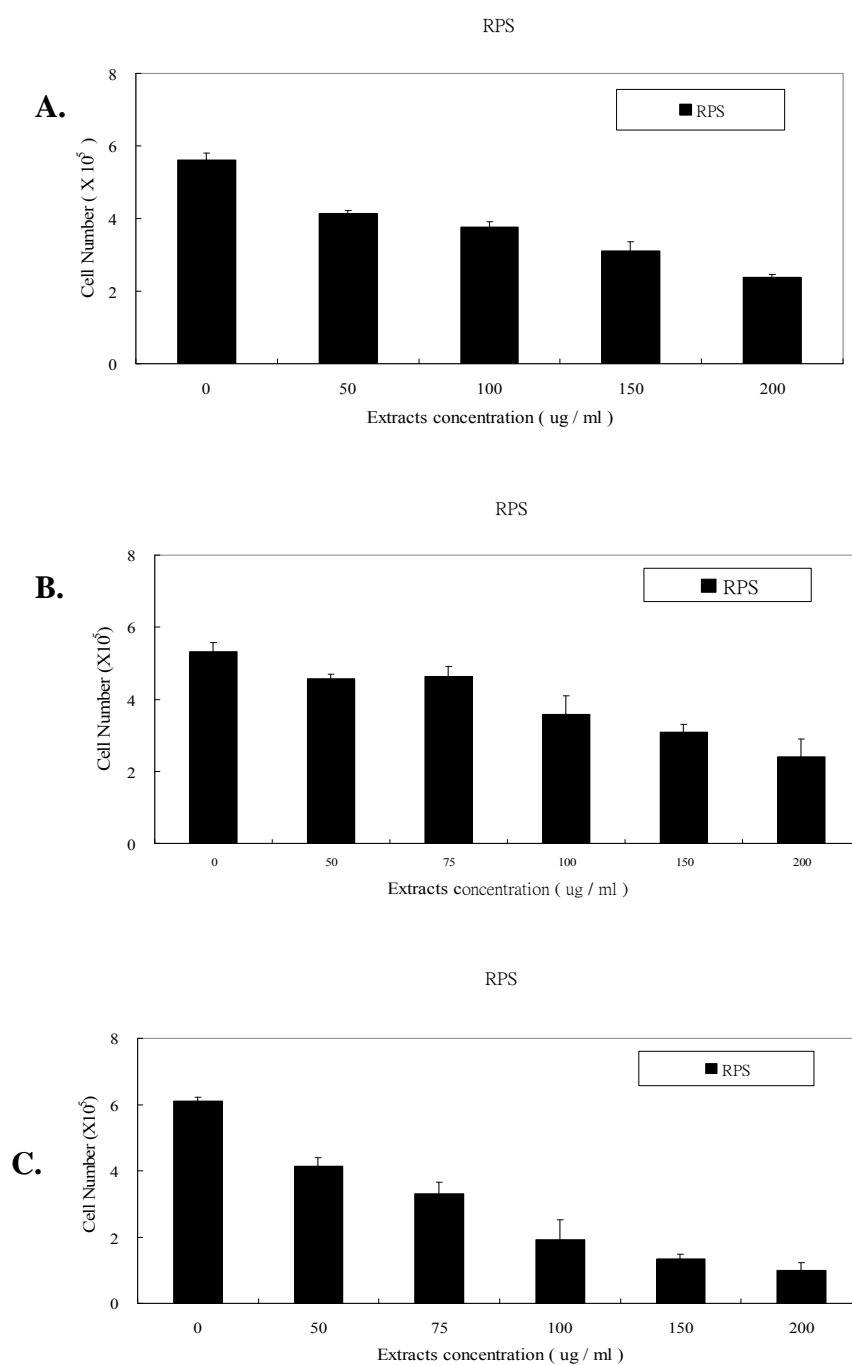 RPS
A.
8
RPS
6
4
2
0
Cell Number ( X 10⁵ )
0 50 100 150 200
Extracts concentration ( ug / ml )
RPS
B.
8
RPS
6
4
2
0
Cell Number (X10⁵)
0 50 75 100 150 200
Extracts concentration ( ug / ml )
RPS
C.
8
RPS
6
4
2
0
Cell Number (X10⁵)
0 50 75 100 150 200
Extracts concentration ( ug / ml )